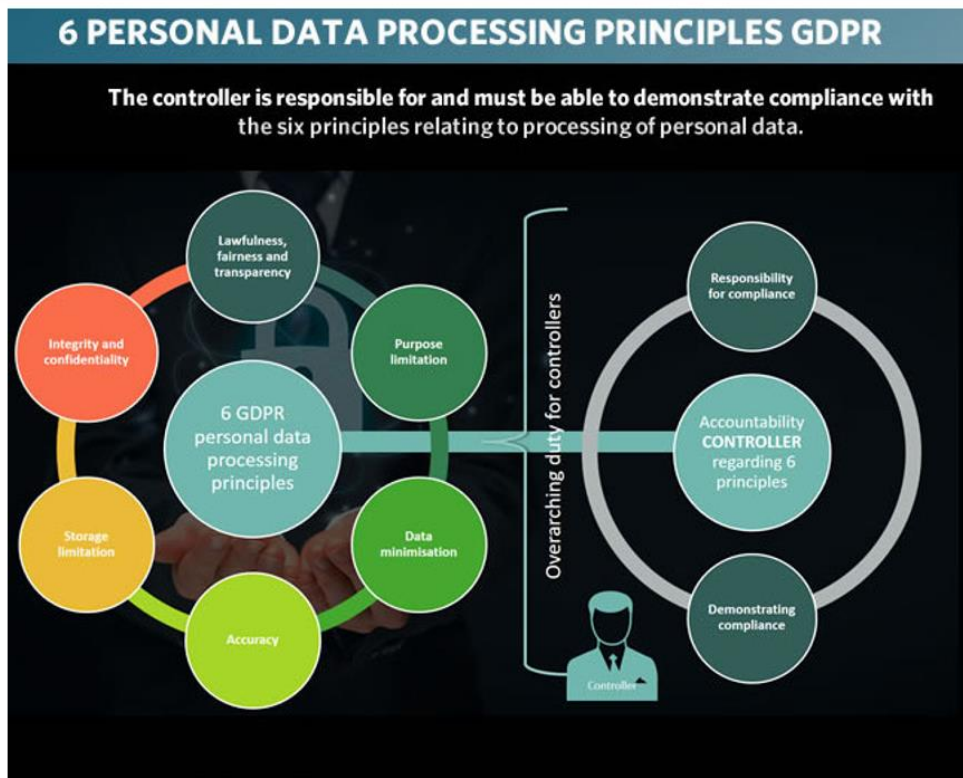 6 PERSONAL DATA PROCESSING PRINCIPLES GDPR
The controller is responsible for and must be able to demonstrate compliance with
the six principles relating to processing of personal data.
Lawfulness,
fairness and
transparency
Integrity and
confidentiality
Purpose
limitation
6 GDPR
personal data
processing
principles
Storage
limitation
Data
minimisation
Accuracy
Overarching duty for controllers
Controller
Responsibility
for compliance
Accountability
CONTROLLER
regarding 6
principles
Demonstrating
compliance